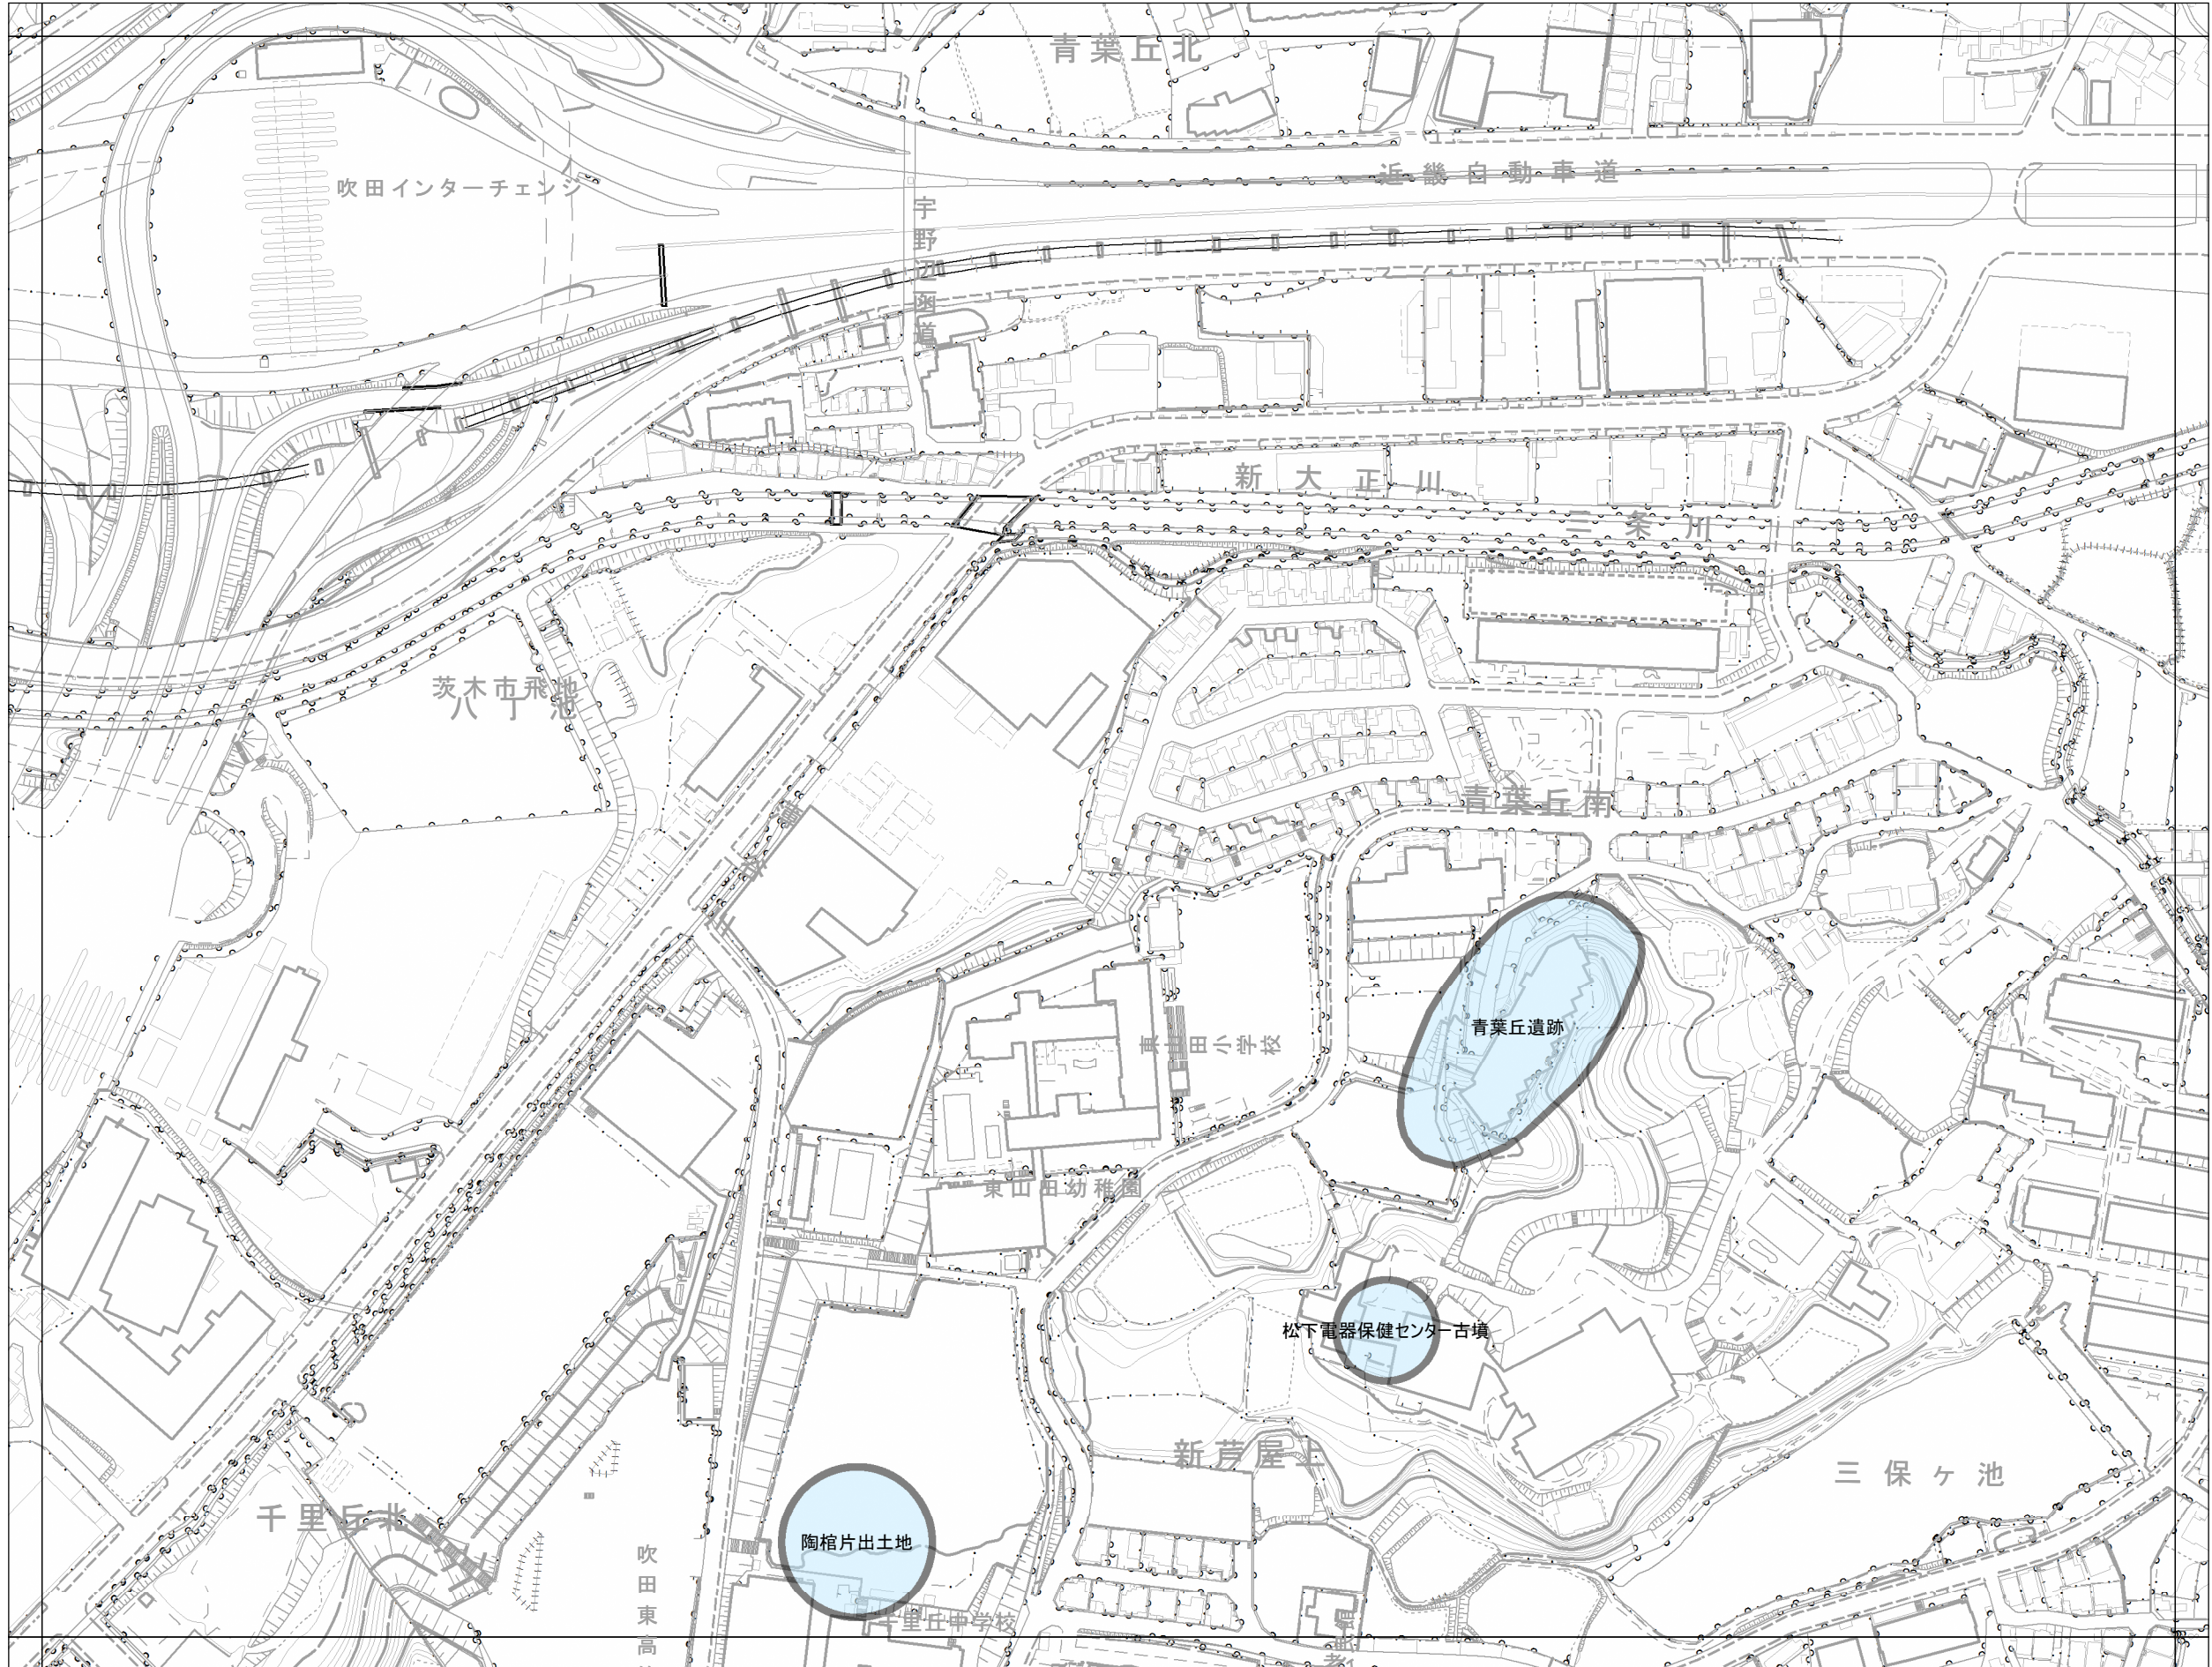 青葉丘北
近畿自動車道
吹田インターチェンジ
宇野辺函道
新大正川
三条川
茨木市飛地
八丁池
青葉丘南
青葉丘遺跡
東山田小学校
東山田幼稚園
松下電器保健センター古墳
新芦屋上
三保ヶ池
千里丘北
陶棺片出土地
吹田東高
千里丘中学校